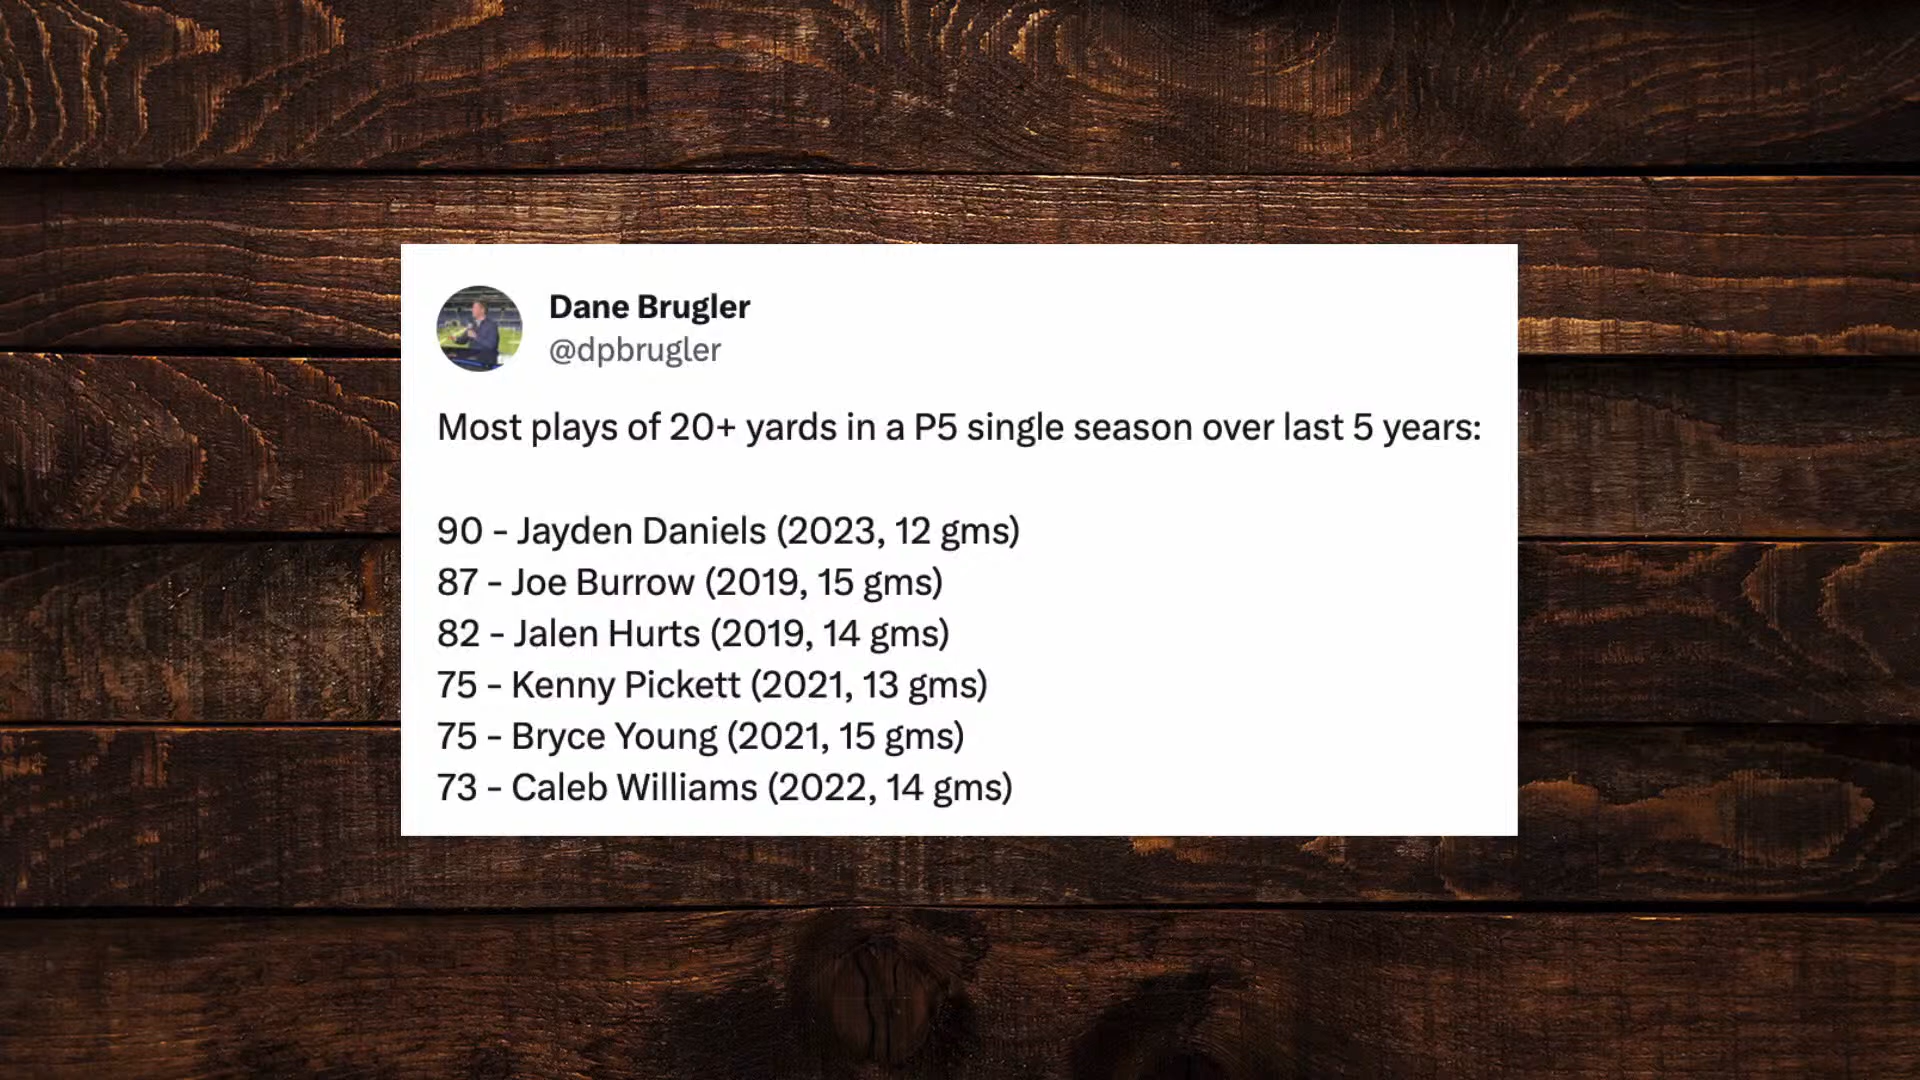 Dane Brugler
@dpbrugler
Most plays of 20+ yards in a P5 single season over last 5 years:
90 - Jayden Daniels (2023, 12 gms)
87 - Joe Burrow (2019, 15 gms)
82 - Jalen Hurts (2019, 14 gms)
75 - Kenny Pickett (2021, 13 gms)
75 - Bryce Young (2021, 15 gms)
73 - Caleb Williams (2022, 14 gms)